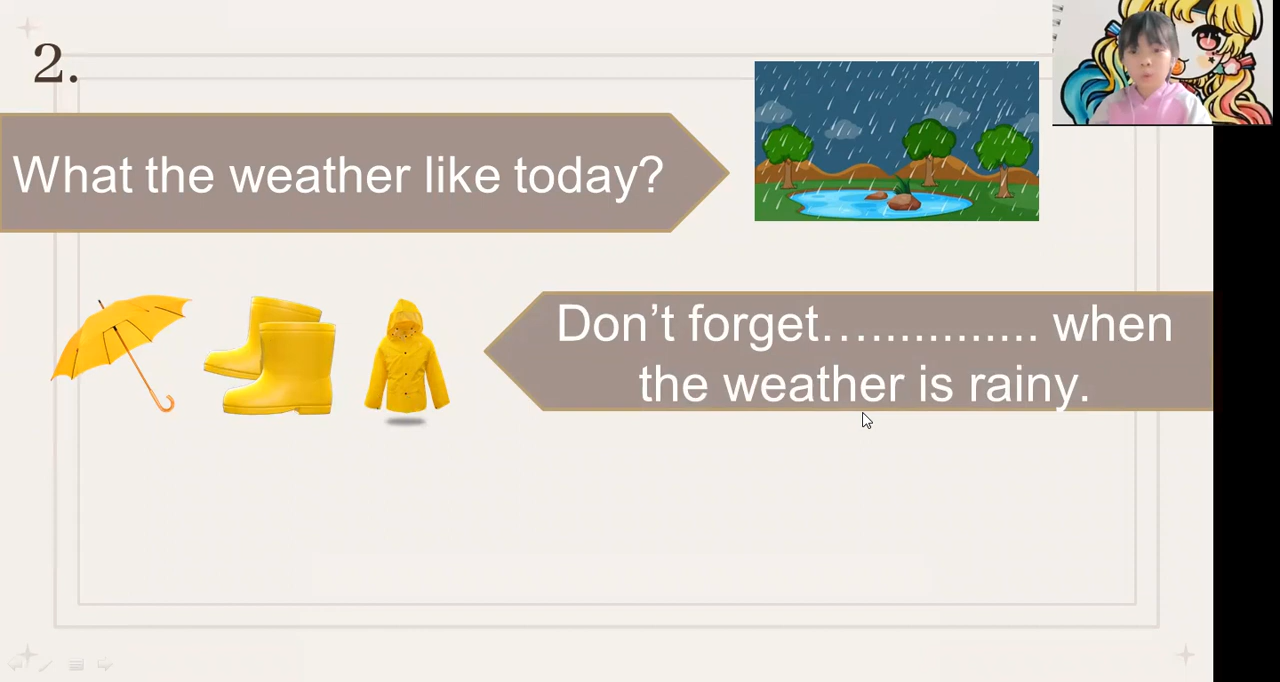 2.
What the weather like today?
Don’t forget…............. when
the weather is rainy.